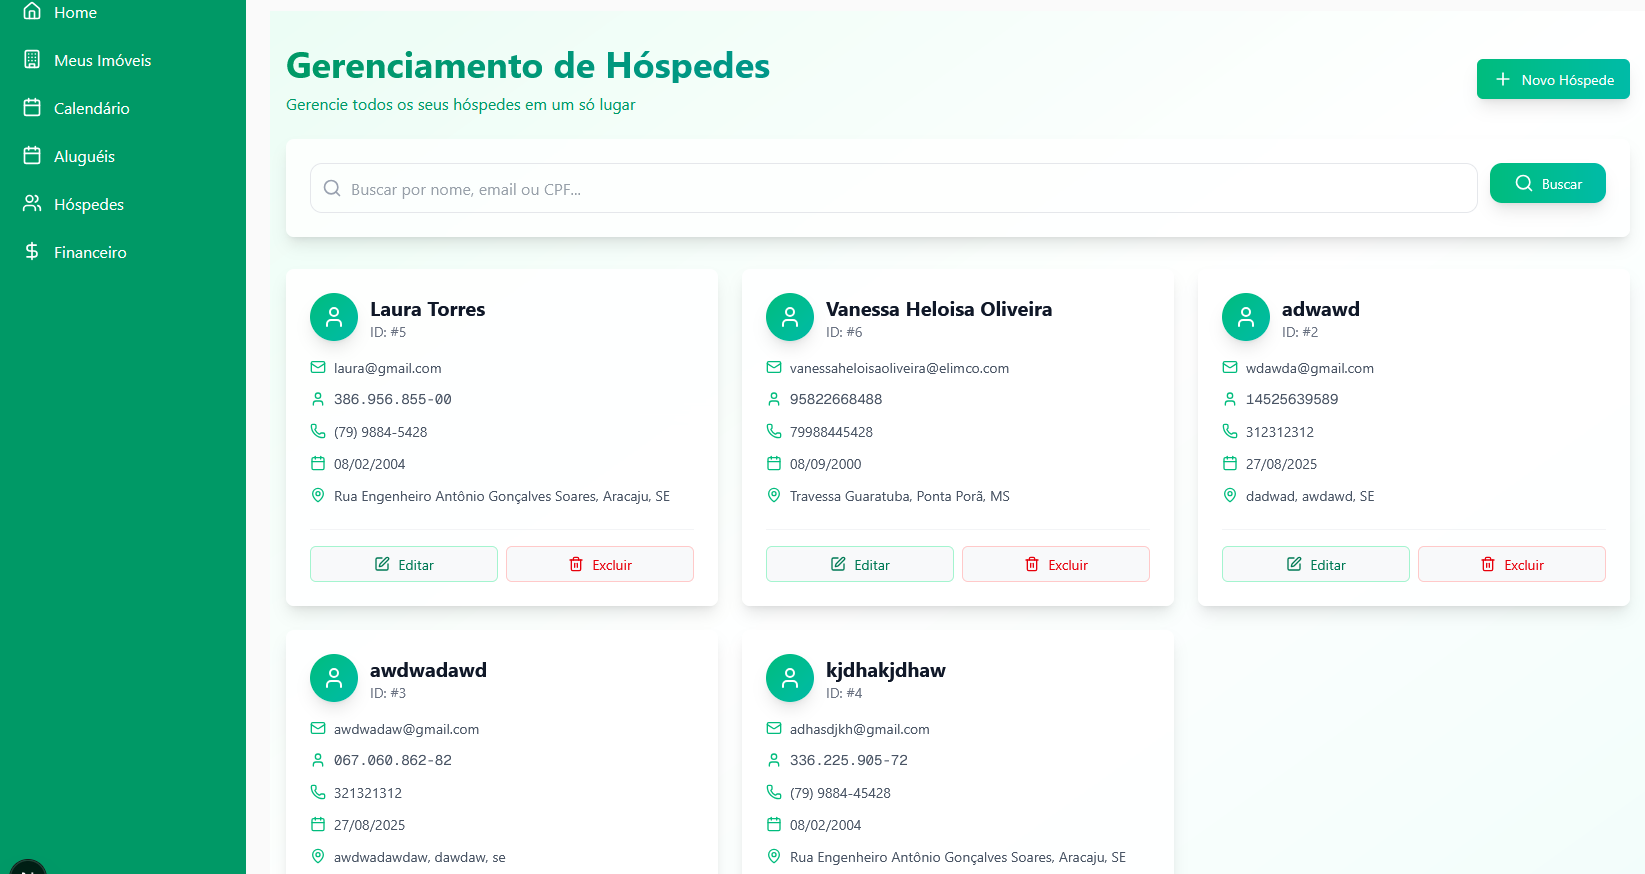 Home
Meus Imóveis
Calendário
Aluguéis
Hóspedes
Financeiro
Gerenciamento de Hóspedes
Gerencie todos os seus hóspedes em um só lugar
Novo Hóspede
Buscar por nome, email ou CPF...
Buscar
Laura Torres
ID: #5
laura@gmail.com
386.956.855-00
(79) 9884-5428
08/02/2004
Rua Engenheiro Antônio Gonçalves Soares, Aracaju, SE
Editar
Excluir
Vanessa Heloisa Oliveira
ID: #6
vanessaheloisaoliveira@elimco.com
95822668488
79988445428
08/09/2000
Travessa Guaratuba, Ponta Porã, MS
Editar
Excluir
adwawd
ID: #2
wdawda@gmail.com
14525639589
312312312
27/08/2025
dadwad, awdawd, SE
Editar
Excluir
awdwadawd
ID: #3
awdwadaw@gmail.com
067.060.862-82
321321312
27/08/2025
awdwadawdaw, dawdaw, se
kjdhakjdhaw
ID: #4
adhasdjkh@gmail.com
336.225.905-72
(79) 9884-45428
08/02/2004
Rua Engenheiro Antônio Gonçalves Soares, Aracaju, SE